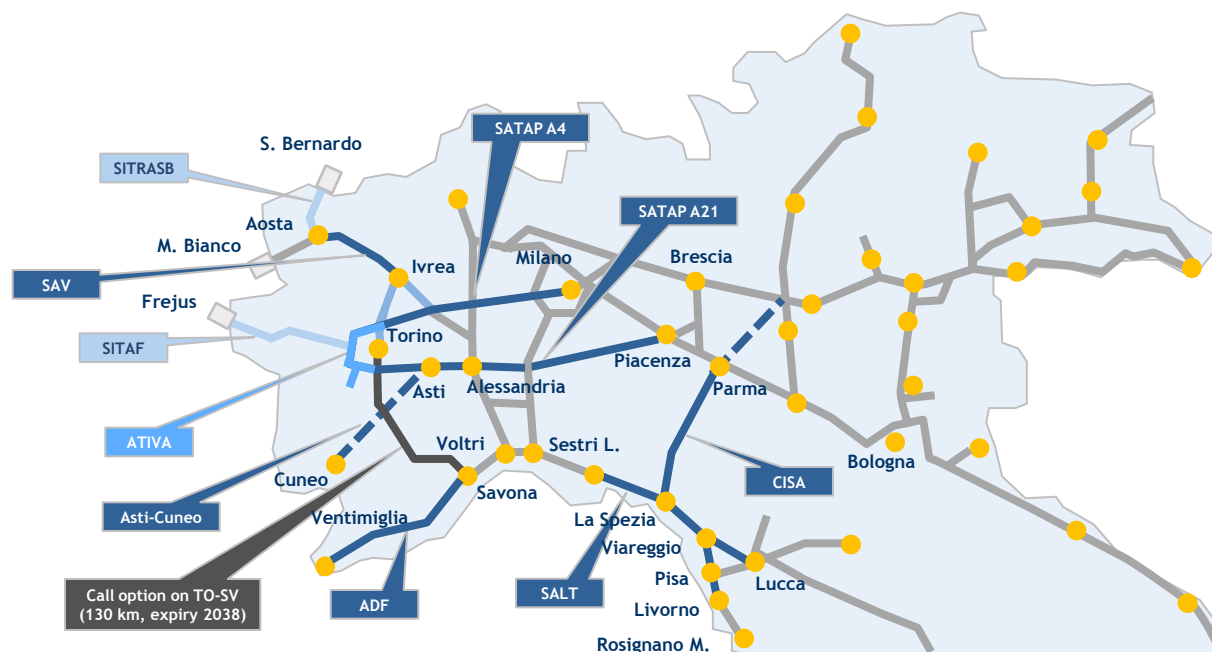 SATAP A4
S. Bernardo
SITRASB
SATAP A21
Aosta
M. Bianco
Milano
Brescia
Ivrea
SAV
Frejus
Torino
SITAF
Piacenza
Asti
Alessandria
Parma
ATIVA
Voltri
Sestri L.
Bologna
Cuneo
CISA
Savona
Asti-Cuneo
Ventimiglia
La Spezia
Viareggio
Pisa
Lucca
Call option on TO-SV
(130 km, expiry 2038)
ADF
SALT
Livorno
Rosignano M.